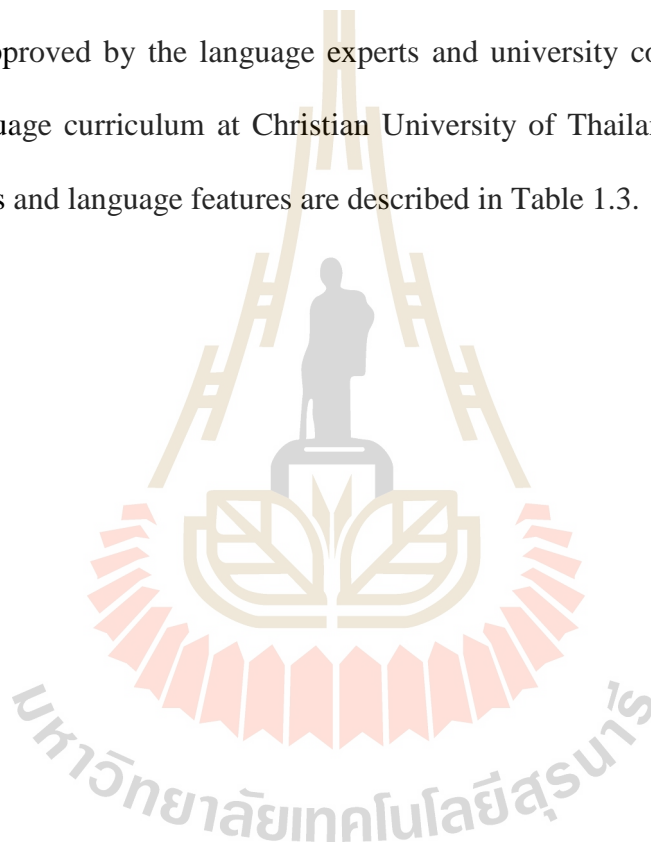 proved by the language experts and university co
uage curriculum at Christian University of Thaila
s and language features are described in Table 1.3.
มหาวิทยาลัยเทคโนโลยีสุรนารี